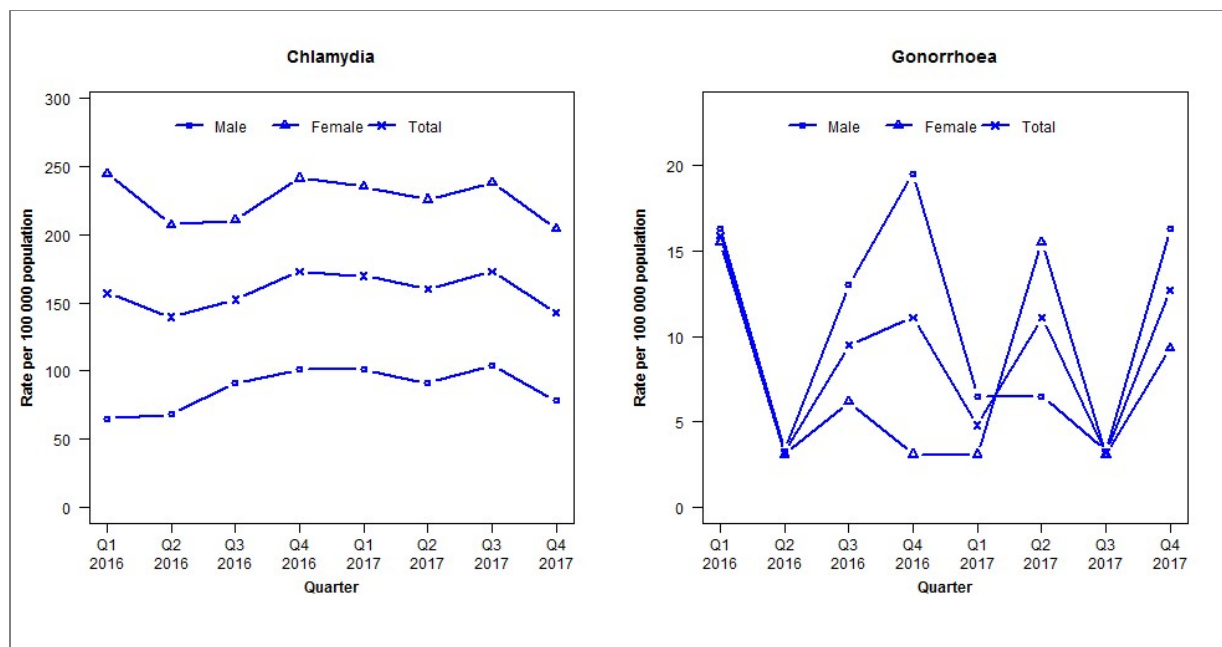 Chlamydia
Rate per 100 000 population
300
250
200
150
100
50
0
Male Female Total
Q1 Q2 Q3 Q4 Q1 Q2 Q3 Q4
2016 2016 2016 2016 2017 2017 2017 2017
Quarter
Gonorrhoea
Rate per 100 000 population
20
15
10
5
0
Male Female Total
Q1 Q2 Q3 Q4 Q1 Q2 Q3 Q4
2016 2016 2016 2016 2017 2017 2017 2017
Quarter